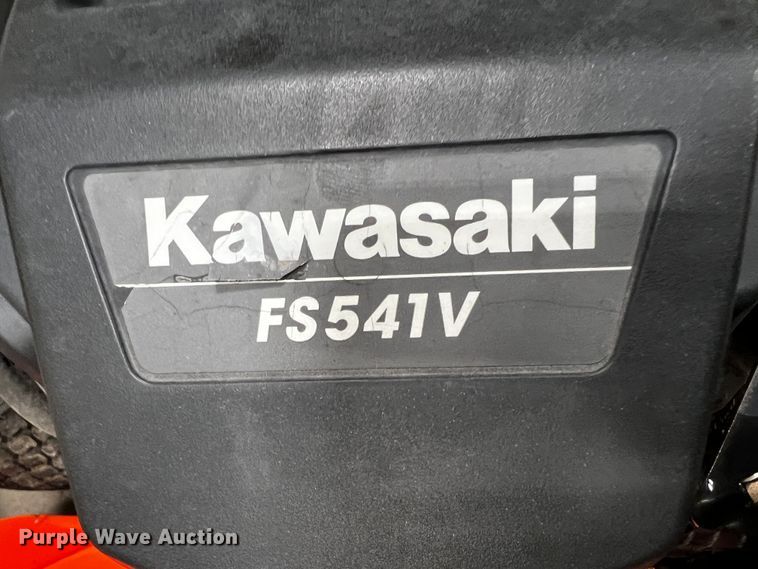 Kawasaki
FS541V
Purple Wave Auction